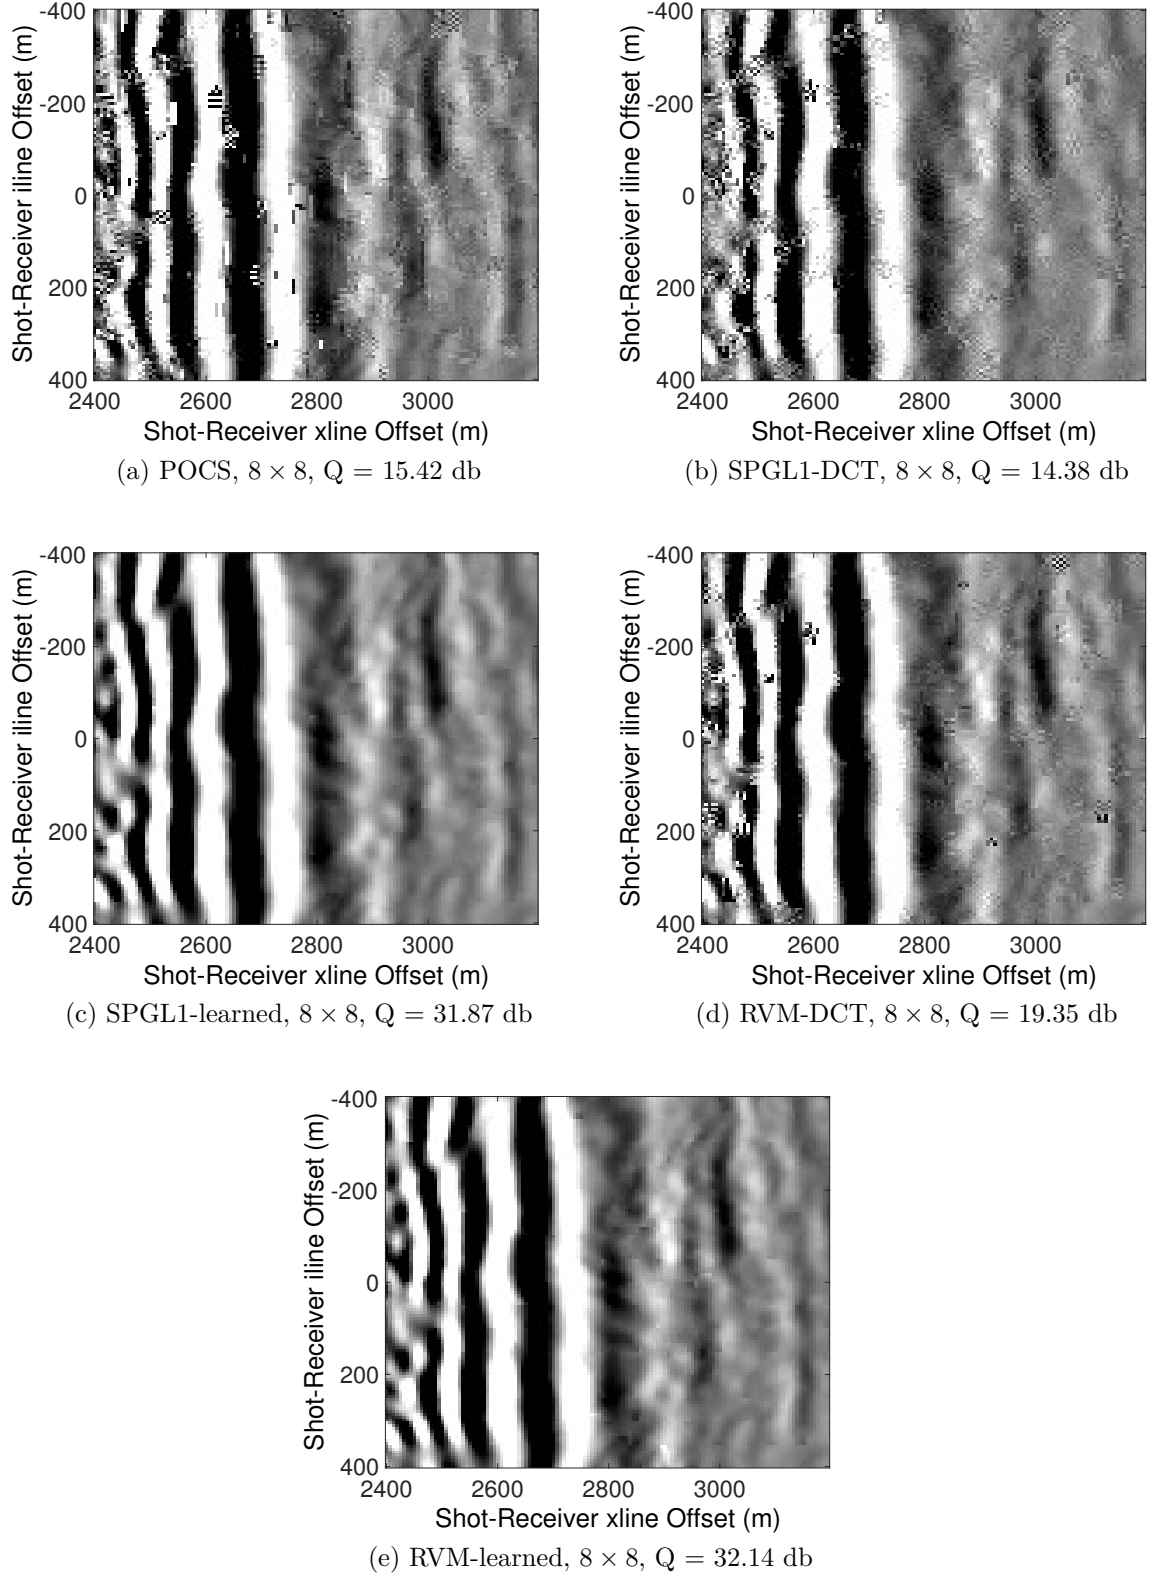 -400
-200
0
200
400
2400 2600 2800 3000
Shot-Receiver iline Offset (m)
Shot-Receiver xline Offset (m)
(a) POCS, 8 × 8, Q = 15.42 db
-400
-200
0
200
400
2400 2600 2800 3000
Shot-Receiver iline Offset (m)
Shot-Receiver xline Offset (m)
(b) SPGL1-DCT, 8 × 8, Q = 14.38 db
-400
-200
0
200
400
2400 2600 2800 3000
Shot-Receiver iline Offset (m)
Shot-Receiver xline Offset (m)
(c) SPGL1-learned, 8 × 8, Q = 31.87 db
-400
-200
0
200
400
2400 2600 2800 3000
Shot-Receiver iline Offset (m)
Shot-Receiver xline Offset (m)
(d) RVM-DCT, 8 × 8, Q = 19.35 db
-400
-200
0
200
400
2400 2600 2800 3000
Shot-Receiver iline Offset (m)
Shot-Receiver xline Offset (m)
(e) RVM-learned, 8 × 8, Q = 32.14 db